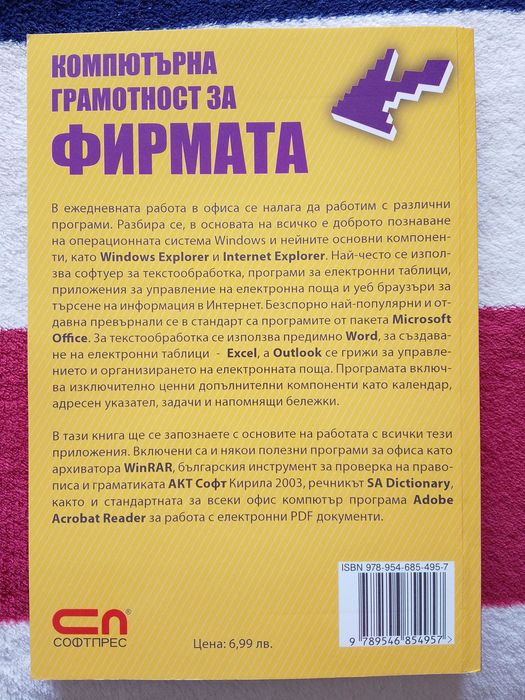 КОМПЮТЪРНА
ГРАМОТНОСТ ЗА
ФИРМАТА
В ежедневната работа в офиса се налага да работим с различни
програми. Разбира се, в основата на всичко е доброто познаване
на операционната система Windows и нейните основни компонен-
ти, като Windows Explorer и Internet Explorer. Най-често се използ-
зва софтуер за текстообработка, програми за електронни таблици,
приложения за управление на електронна поща и уеб браузъри за
търсене на информация в Интернет. Безспорно най-популярни и от-
давна превърнали се в стандарт са програмите от пакета Microsoft
Office. За текстообработка се използва предимно Word, за създава-
не на електронни таблици - Excel, а Outlook се грижи за управле-
нието и организирането на електронната поща. Програмата включ-
ва изключително ценни допълнителни компоненти като календар,
адресен указател, задачи и напомнящи бележки.
В тази книга ще се запознаете с основите на работата с всички тези
приложения. Включени са и някои полезни програми за офиса като
архиватора WinRAR, българския инструмент за проверка на право-
писа и граматиката АКТ Софт Кирила 2003, речникът SA Dictionary,
както и стандартната за всеки офис компютър програма Adobe
Acrobat Reader за работа с електронни PDF документи.
ISBN 978-954-685-495-7
9 789546 854957 >
СП®
СОФТПРЕС
Цена: 6,99 лв.